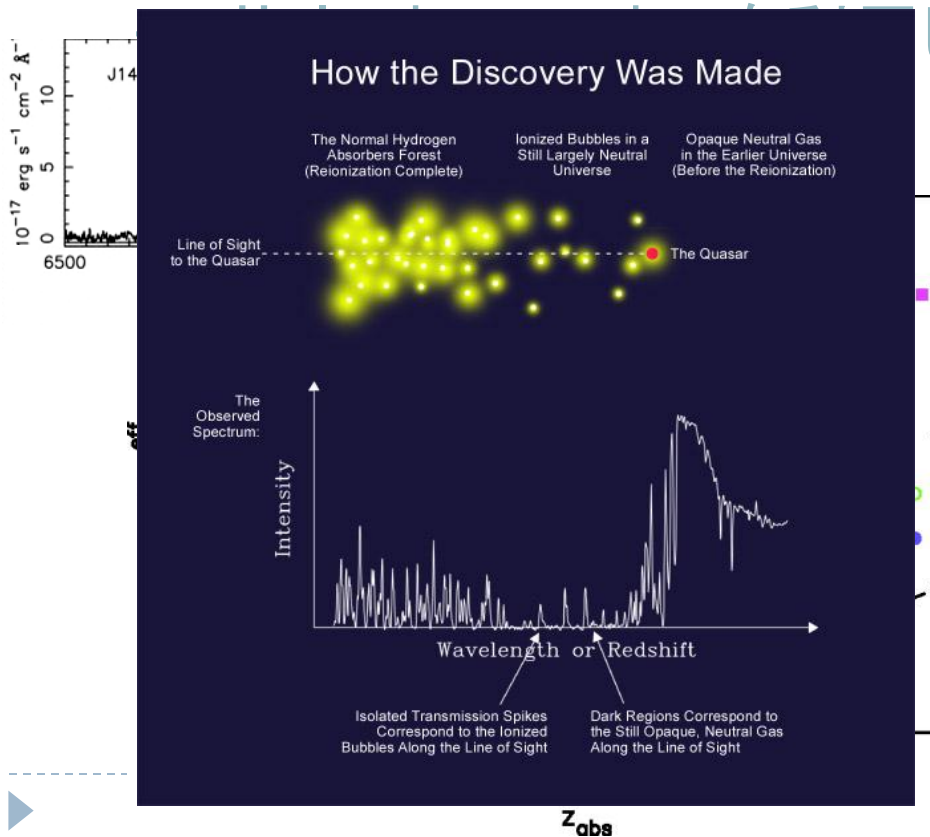 How the Discovery Was Made
The Normal Hydrogen
Absorbers Forest
(Reionization Complete)
Ionized Bubbles in a
Still Largely Neutral
Universe
Opaque Neutral Gas
in the Earlier Universe
(Before the Reionization)
Line of Sight
to the Quasar
The Quasar
The
Observed
Spectrum:
Intensity
Wavelength or Redshift
Isolated Transmission Spikes
Correspond to the Ionized
Bubbles Along the Line of Sight
Dark Regions Correspond to
the Still Opaque, Neutral Gas
Along the Line of Sight
J14
10⁻¹⁷ erg s⁻¹ cm⁻² Å⁻
10
5
0
6500
eff
z_abs